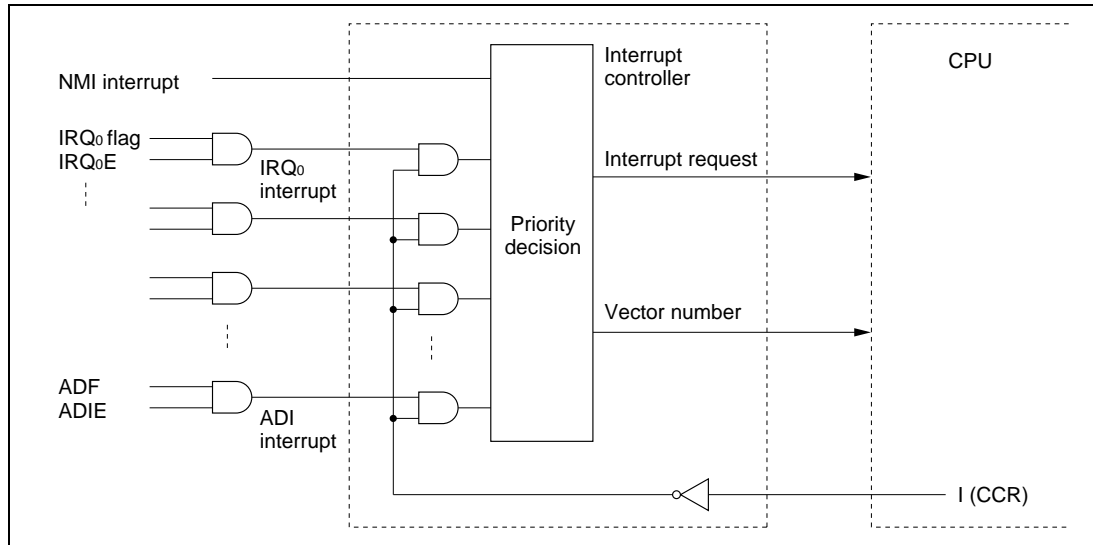 NMI interrupt
IRQ₀ flag
IRQ₀E
IRQ₀
interrupt
ADF
ADIE
ADI
interrupt
Priority
decision
Interrupt
controller
Interrupt request
Vector number
CPU
I (CCR)